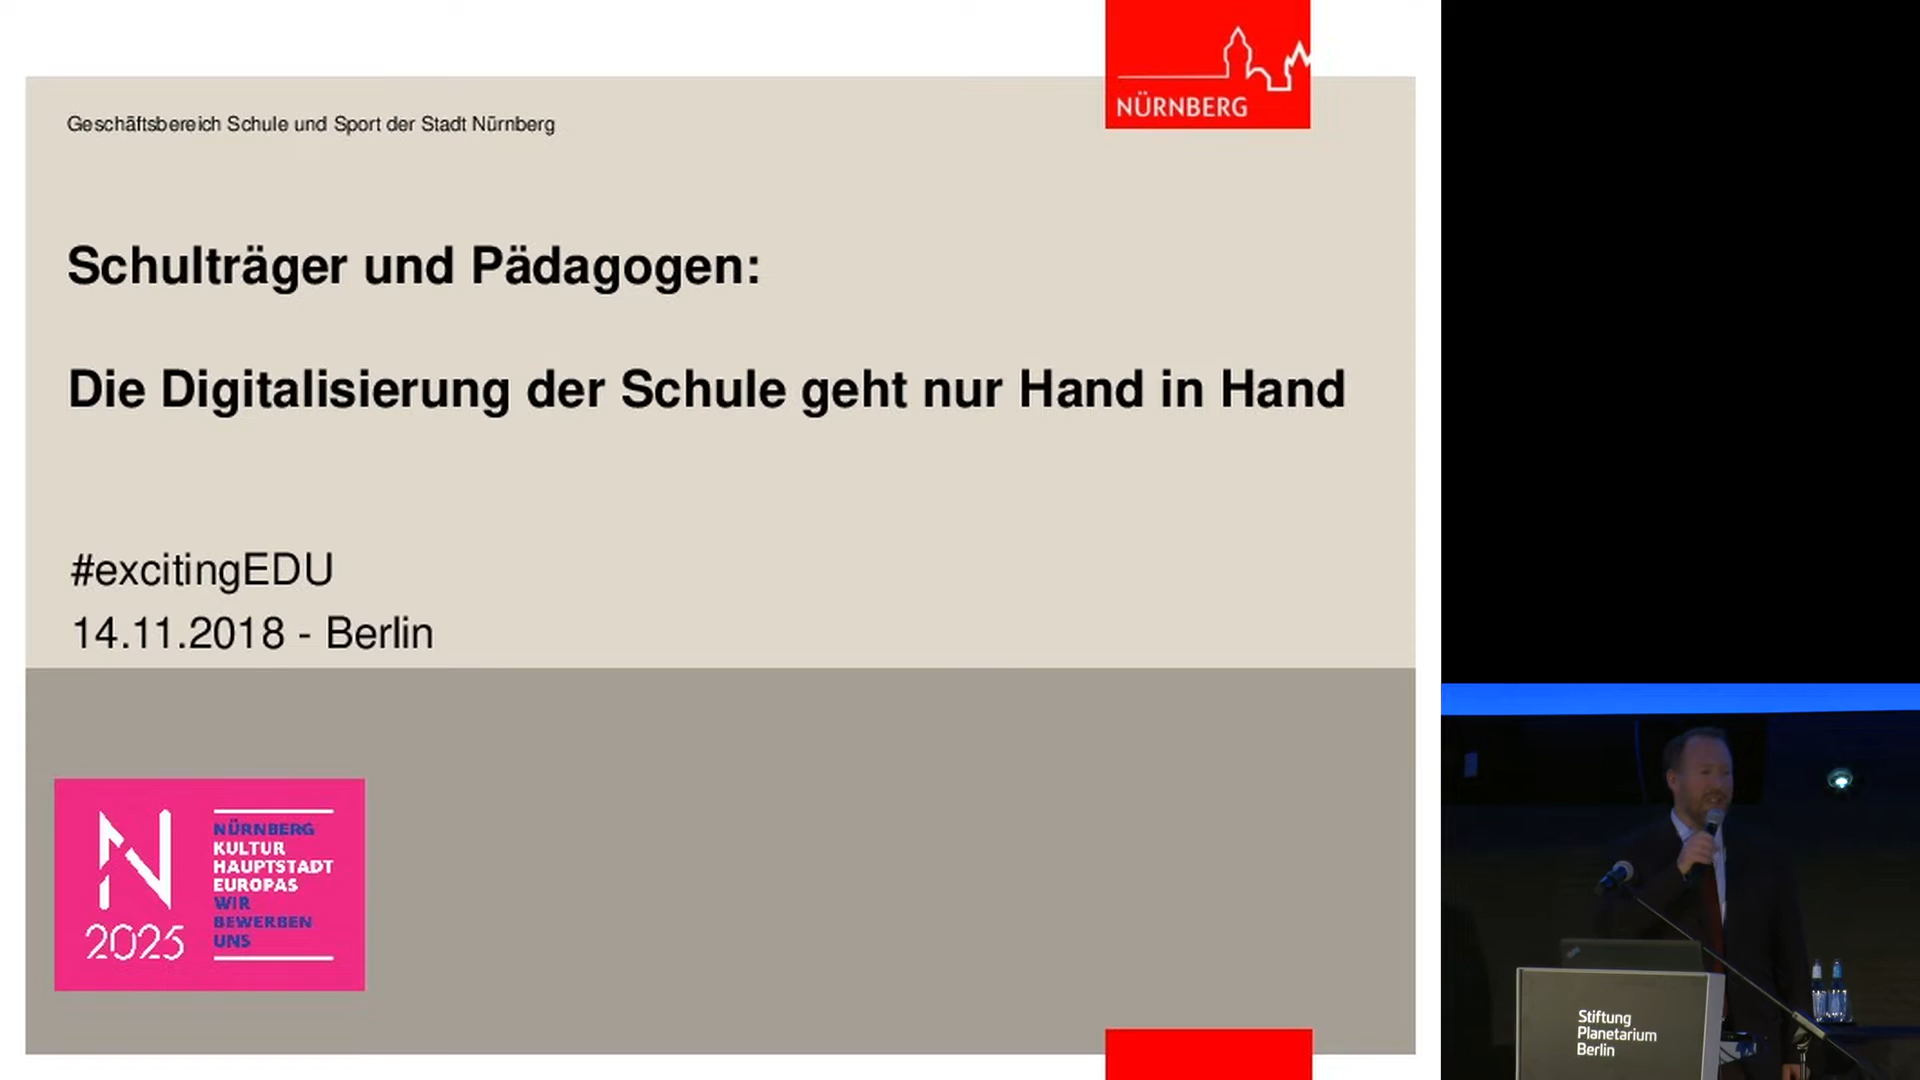 NÜRNBERG
Geschäftsbereich Schule und Sport der Stadt Nürnberg
Schulträger und Pädagogen:
Die Digitalisierung der Schule geht nur Hand in Hand
#excitingEDU
14.11.2018 - Berlin
N
2025
NÜRNBERG
KULTUR
HAUPTSTADT
EUROPAS
WIR
BEWERBEN
UNS
Stiftung
Planetarium
Berlin